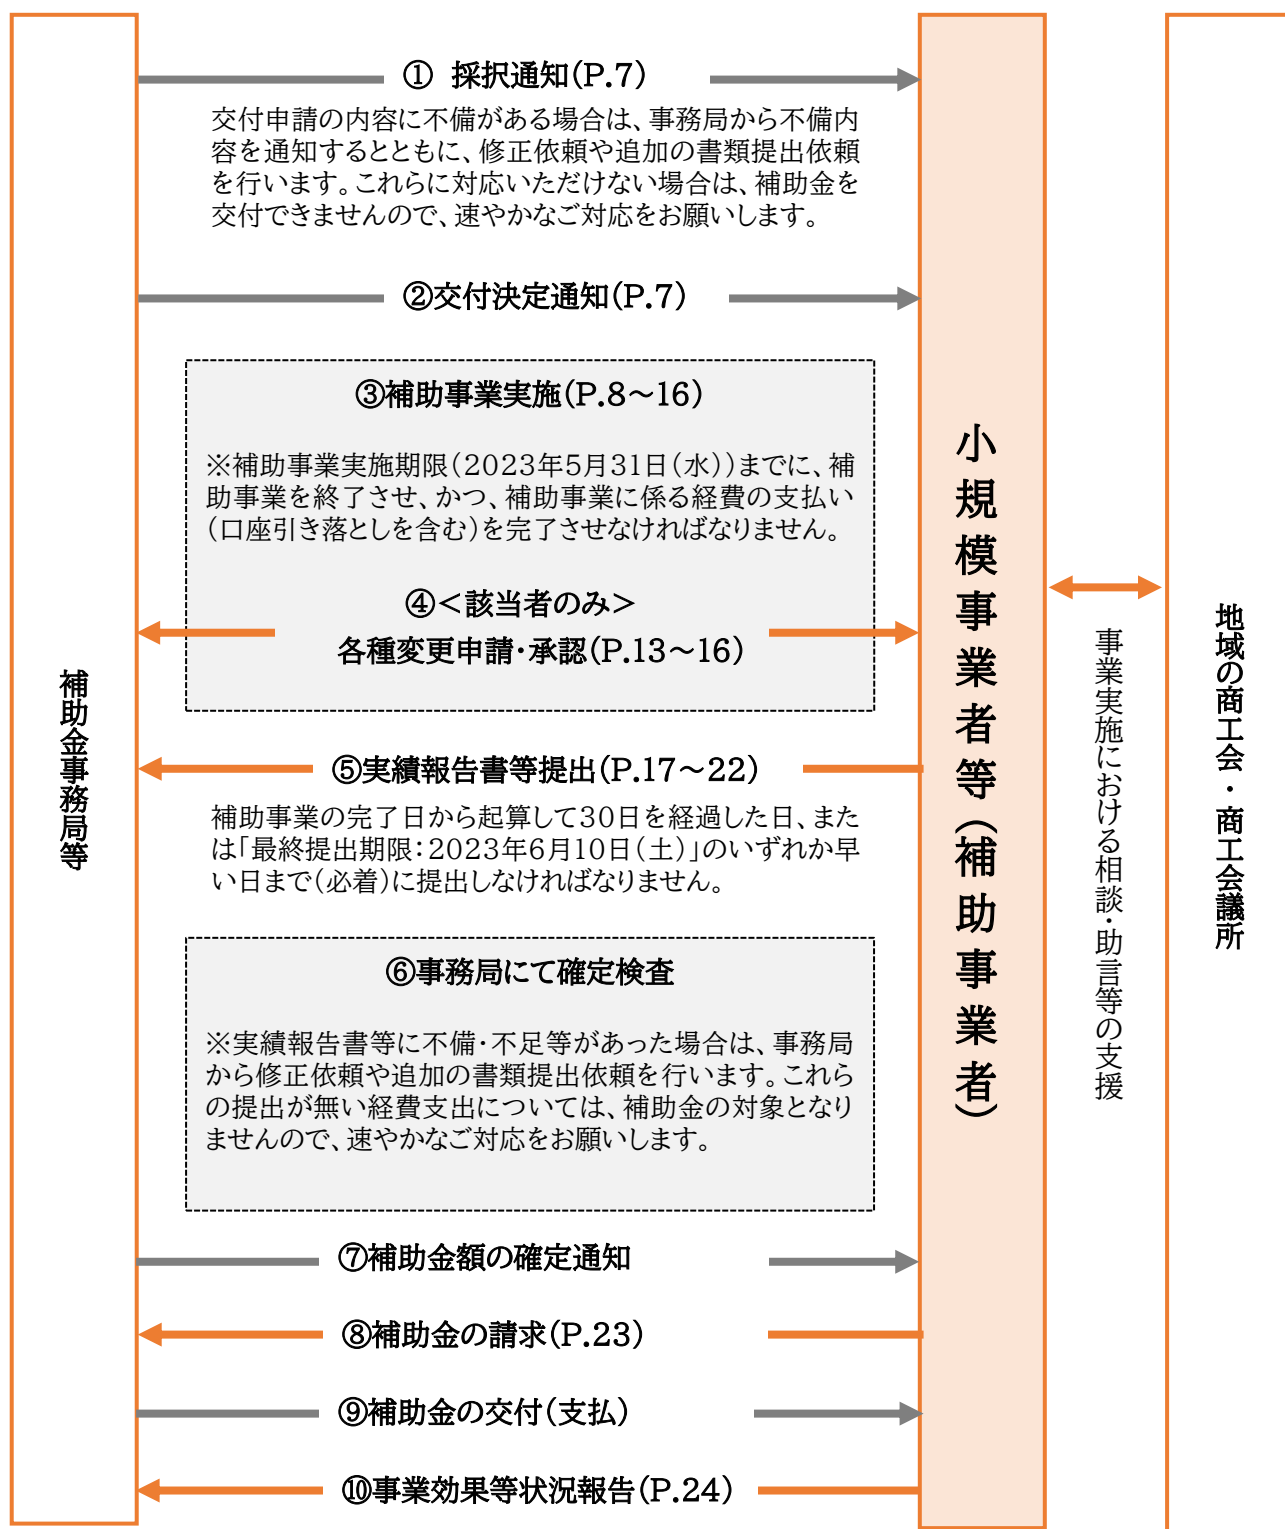 ① 採択通知(P.7)
交付申請の内容に不備がある場合は、事務局から不備内
容を通知するとともに、修正依頼や追加の書類提出依頼
を行います。これらに対応いただけない場合は、補助金を
交付できませんので、速やかなご対応をお願いします。
②交付決定通知(P.7)
③補助事業実施(P.8～16)
※補助事業実施期限(2023年5月31日(水))までに、補
助事業を終了させ、かつ、補助事業に係る経費の支払い
(口座引き落としを含む)を完了させなければなりません。
④＜該当者のみ＞
各種変更申請・承認(P.13～16)
⑤実績報告書等提出(P.17～22)
補助事業の完了日から起算して30日を経過した日、また
は「最終提出期限：2023年6月10日(土)」のいずれか早
い日まで(必着)に提出しなければなりません。
⑥事務局にて確定検査
※実績報告書等に不備・不足等があった場合は、事務局
から修正依頼や追加の書類提出依頼を行います。これら
の提出が無い経費支出については、補助金の対象となり
ませんので、速やかなご対応をお願いします。
⑦補助金額の確定通知
⑧補助金の請求(P.23)
⑨補助金の交付(支払)
⑩事業効果等状況報告(P.24)
補助金事務局等
小規模事業者等(補助事業者)
事業実施における相談・助言等の支援
地域の商工会・商工会議所